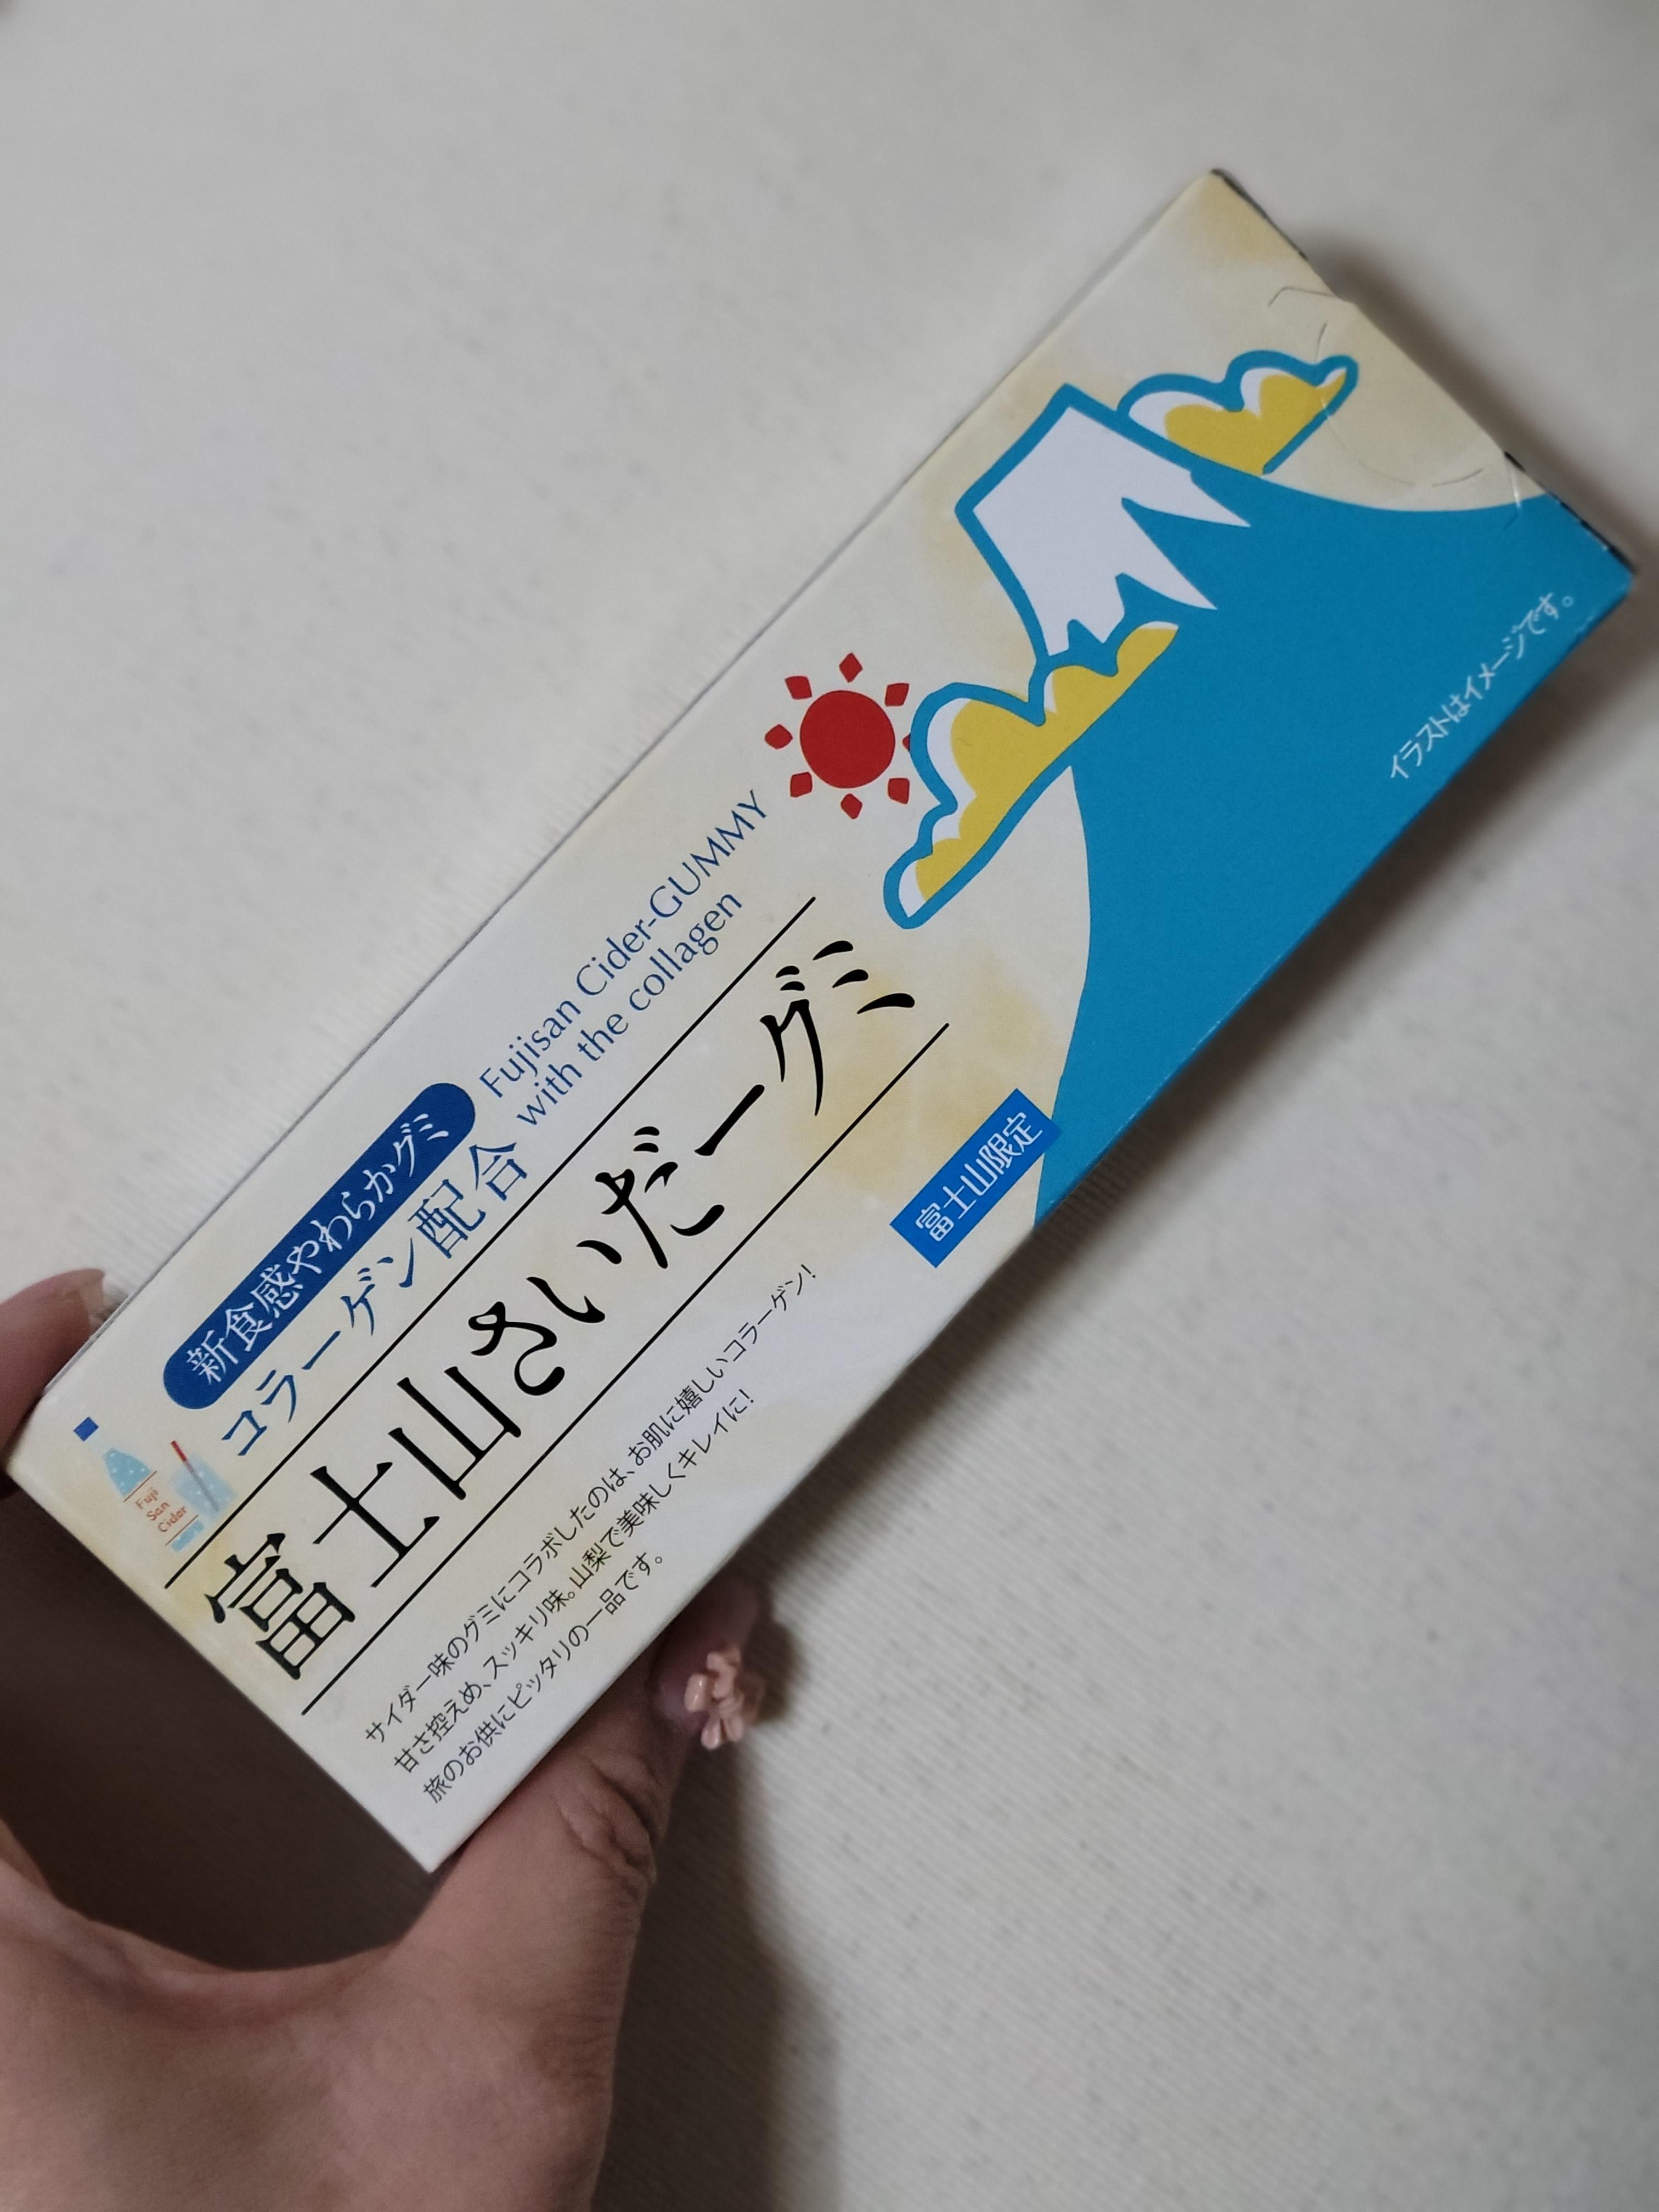 新食感やわらかグミ
コラーゲン配合
Fujisan Cider-GUMMY
with the collagen
Fuji
San
Cider
富士山さいだーグミ
富士山限定
サイダー味のグミにコラボしたのは、お肌に嬉しいコラーゲン!
甘さ控えめ、スッキリ味。山梨で美味しくキレイに!
旅のお供にピッタリの一品です。
イラストはイメージです。